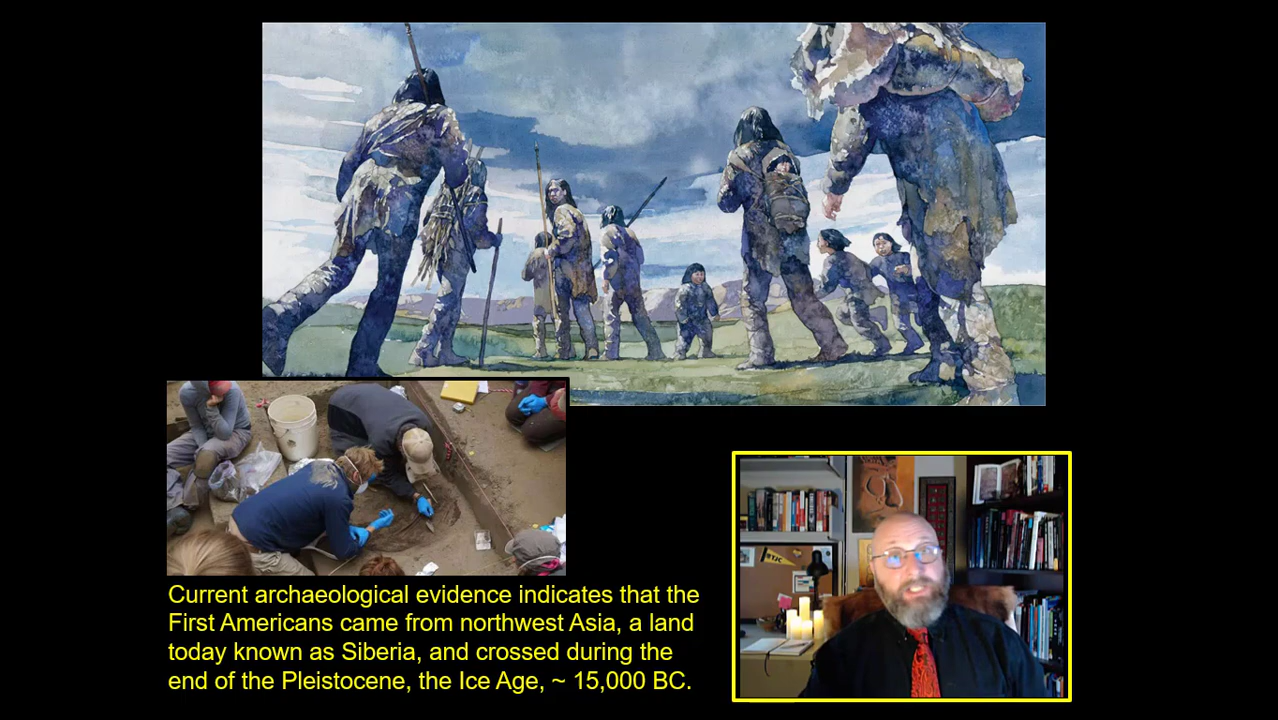 Current archaeological evidence indicates that the
First Americans came from northwest Asia, a land
today known as Siberia, and crossed during the
end of the Pleistocene, the Ice Age, ~ 15,000 BC.